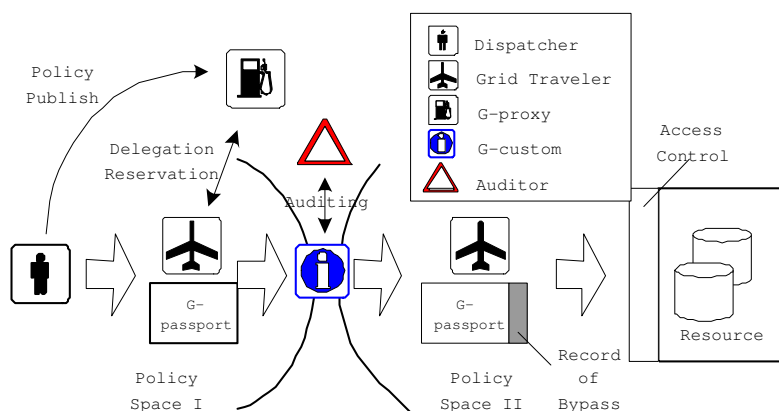 Policy
Publish
Delegation
Reservation
Auditing
Dispatcher
Grid Traveler
G-proxy
G-custom
Auditor
Access
Control
G-
passport
G-
passport
Resource
Policy
Space I
Policy
Space II
Record
of
Bypass